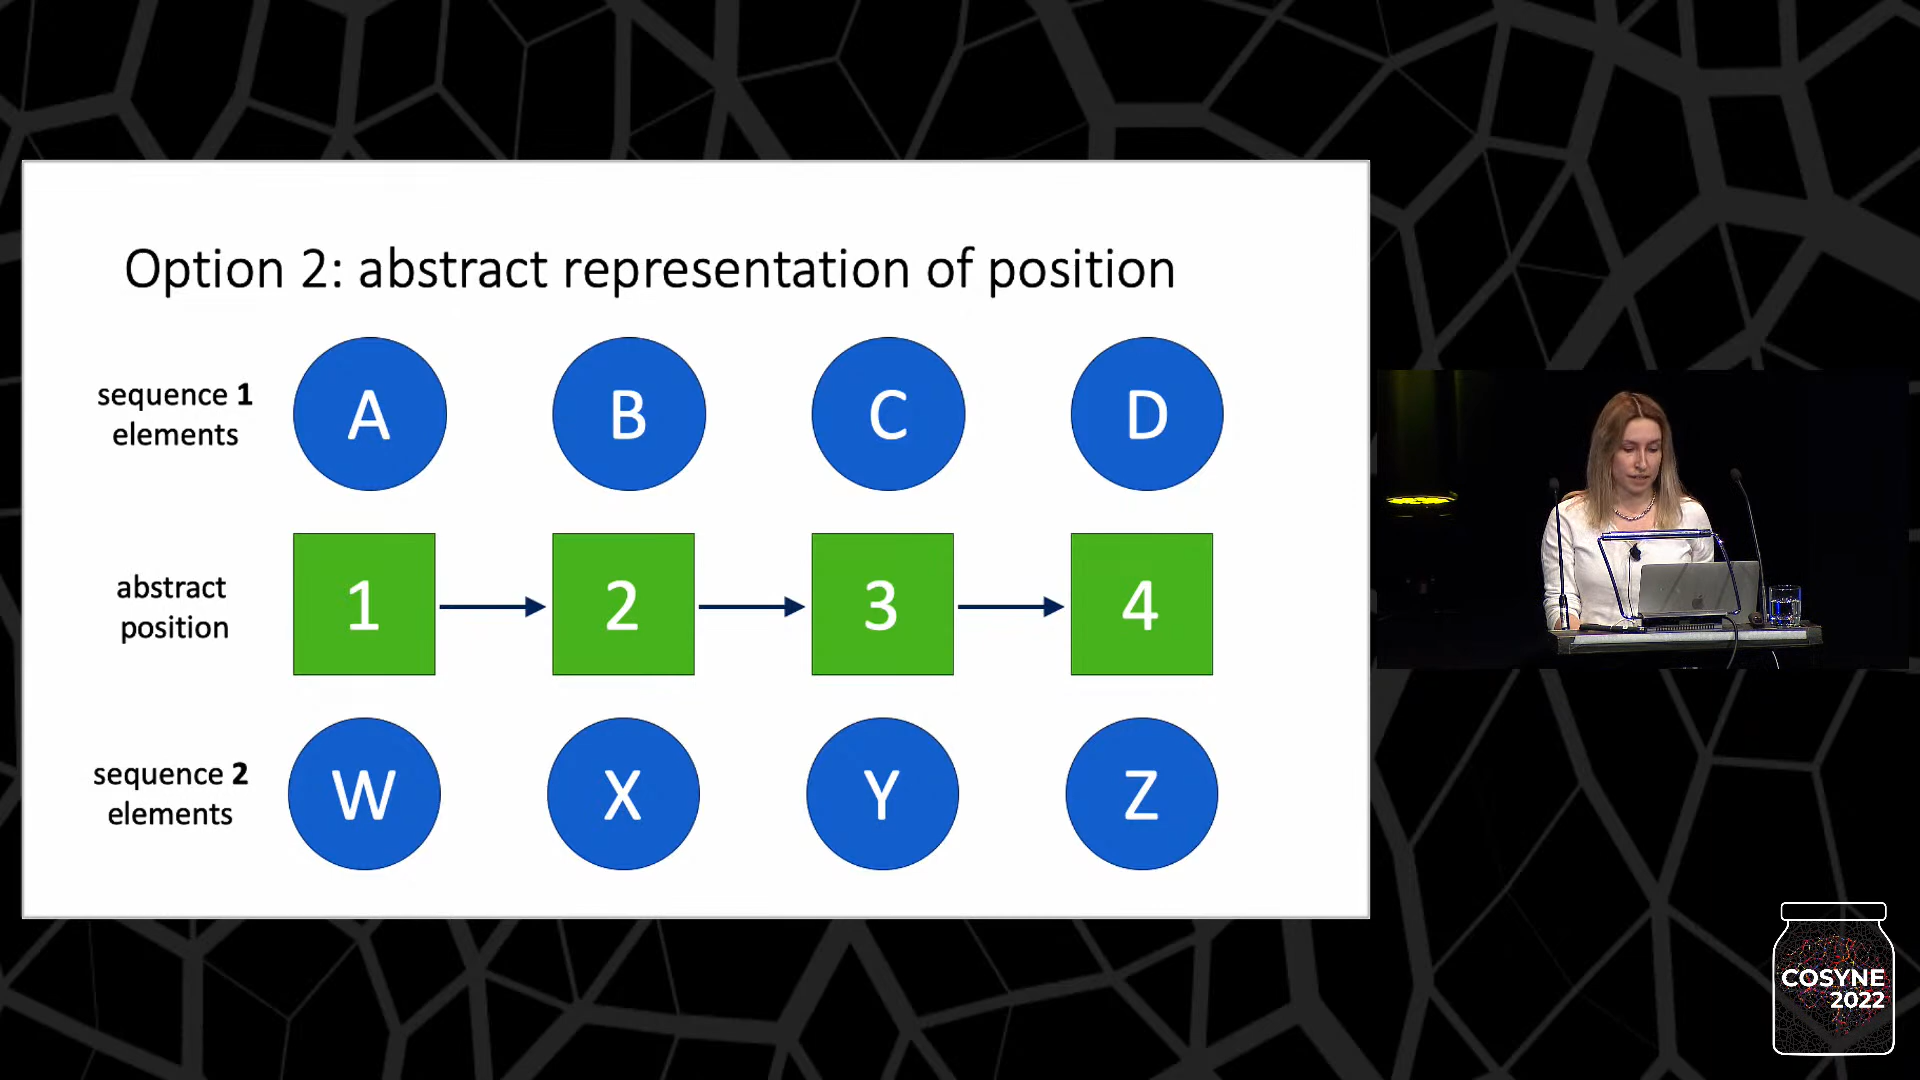 Option 2: abstract representation of position
sequence 1
elements
A B C D
abstract
position
1 2 3 4
sequence 2
elements
W X Y Z
COSYNE
2022